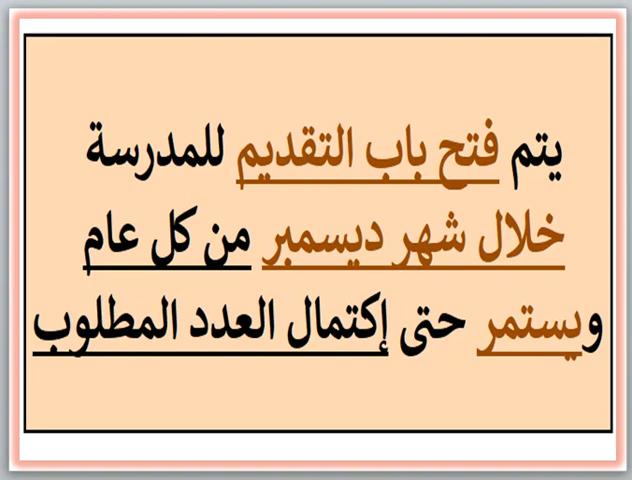 يتم فتح باب التقديم للمدرسة
خلال شهر ديسمبر من كل عام
ويستمر حتى إكتمال العدد المطلوب